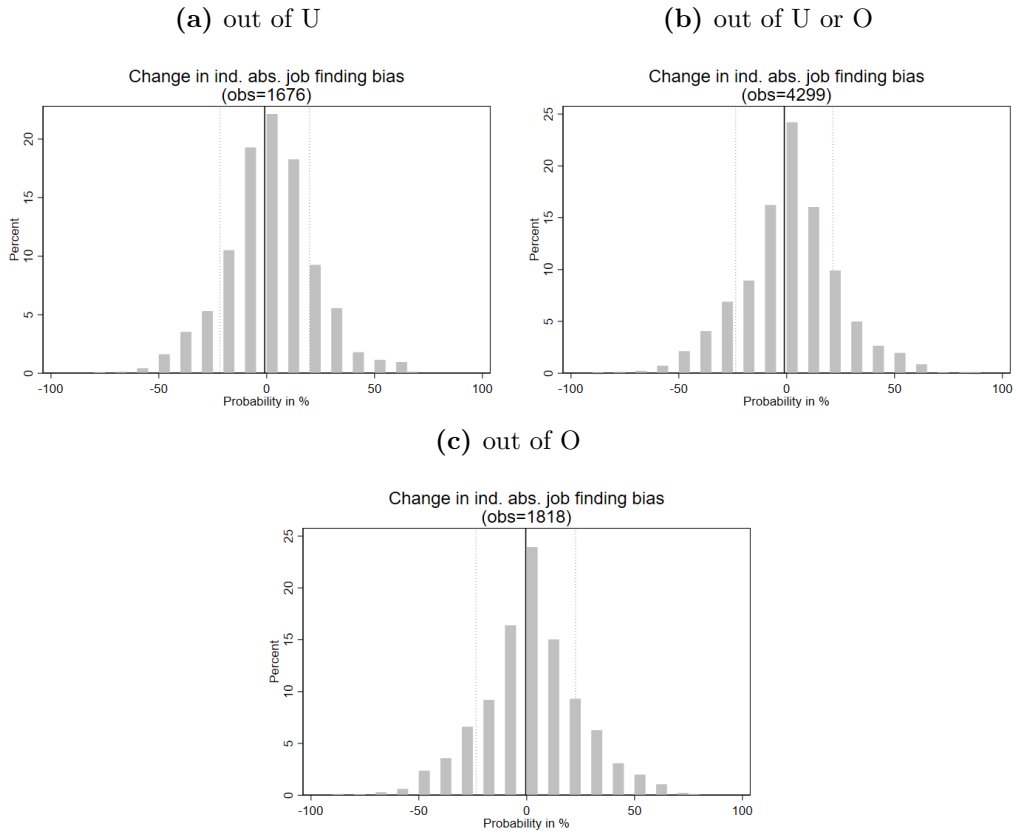 (a) out of U
Change in ind. abs. job finding bias
(obs=1676)
Percent
20
15
10
5
0
-100 -50 0 50 100
Probability in %
(b) out of U or O
Change in ind. abs. job finding bias
(obs=4299)
Percent
25
20
15
10
5
0
-100 -50 0 50 100
Probability in %
(c) out of O
Change in ind. abs. job finding bias
(obs=1818)
Percent
25
20
15
10
5
0
-100 -50 0 50 100
Probability in %